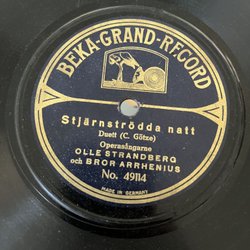 BEKA-GRAND-RECORD
Stjärnströdda natt
Duett (C. Götze)
Operasångarne
OLLE STRANDBERG
och BROR ARRHENIUS
No. 49114
MADE IN GERMANY